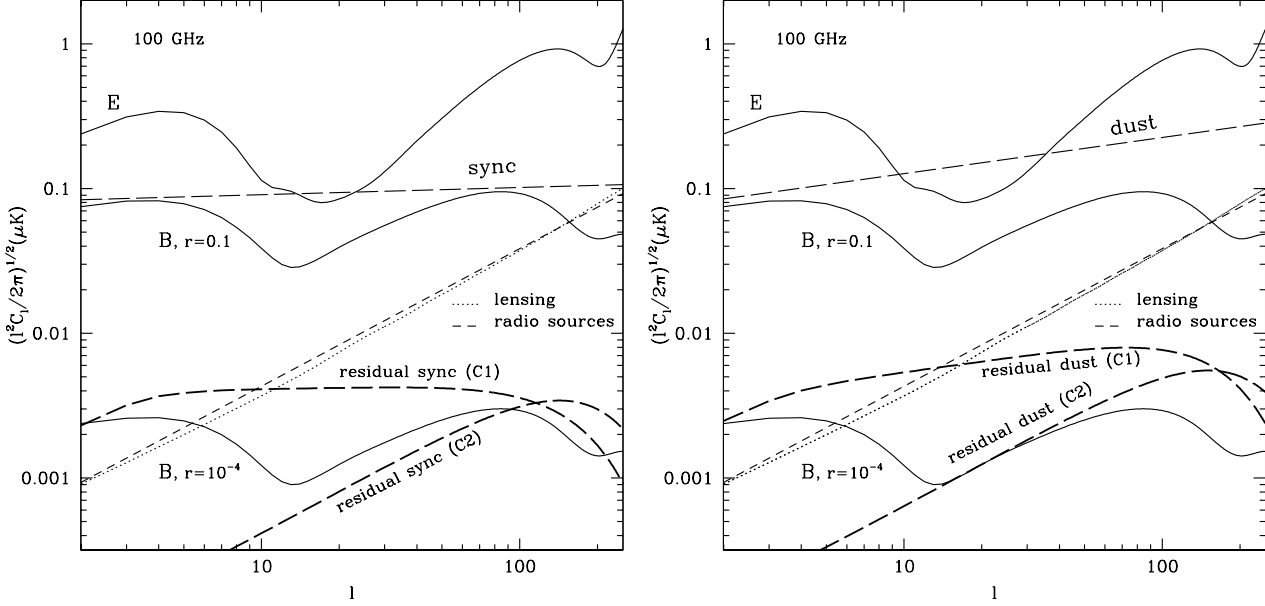 100 GHz
E
sync
B, r=0.1
lensing
radio sources
residual sync (C1)
residual sync (C2)
B, r=10⁻⁴
1
0.1
0.01
0.001
(l²Cₗ/2π)^1/2(μK)
10
100
l
100 GHz
E
dust
B, r=0.1
lensing
radio sources
residual dust (C1)
residual dust (C2)
B, r=10⁻⁴
1
0.1
0.01
0.001
(l²Cₗ/2π)^1/2(μK)
10
100
l